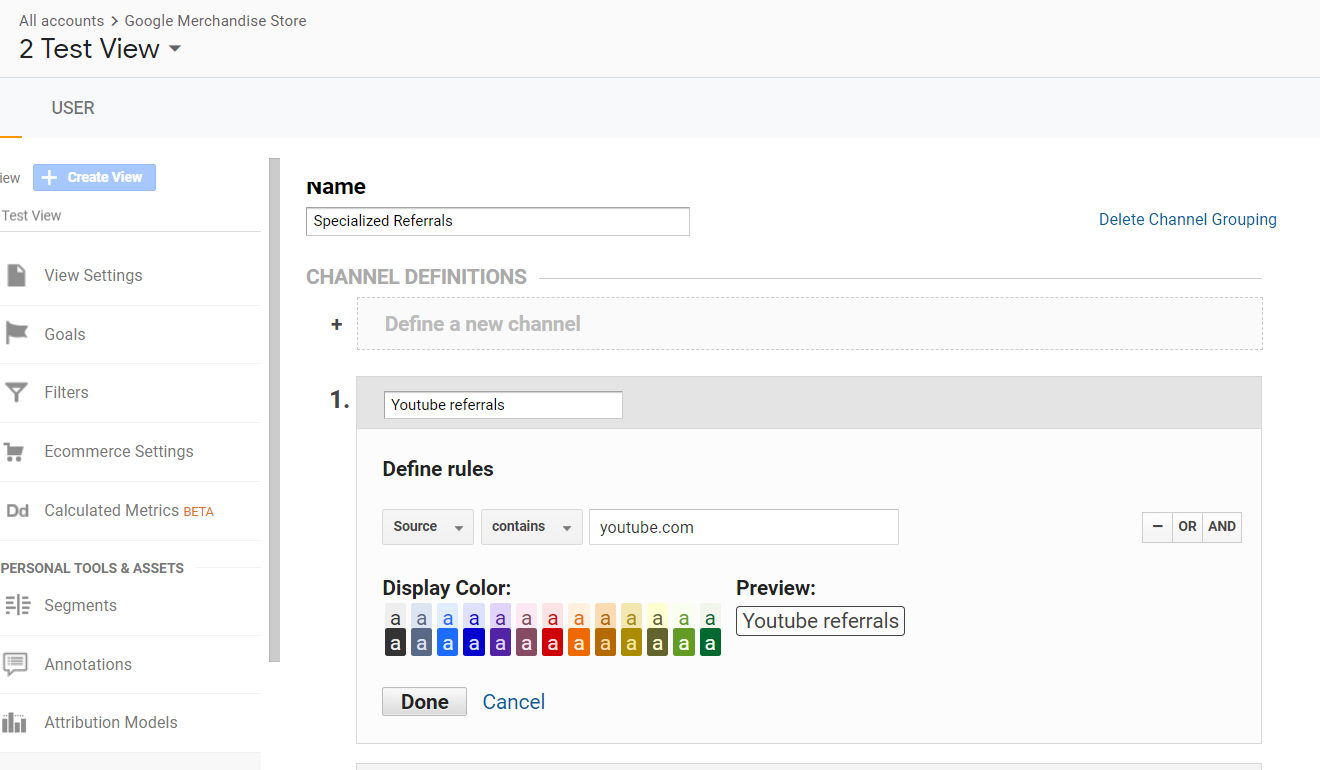 All accounts > Google Merchandise Store
2 Test View
USER
iew
+ Create View
Test View
View Settings
Goals
Filters
Ecommerce Settings
Dd Calculated Metrics BETA
PERSONAL TOOLS & ASSETS
Segments
Annotations
Attribution Models
Name
Specialized Referrals
Delete Channel Grouping
CHANNEL DEFINITIONS
+ Define a new channel
1. Youtube referrals
Define rules
Source contains youtube.com − OR AND
Display Color:
a a a a a a a a a a a a a
a a a a a a a a a a a a a
Preview:
Youtube referrals
Done Cancel